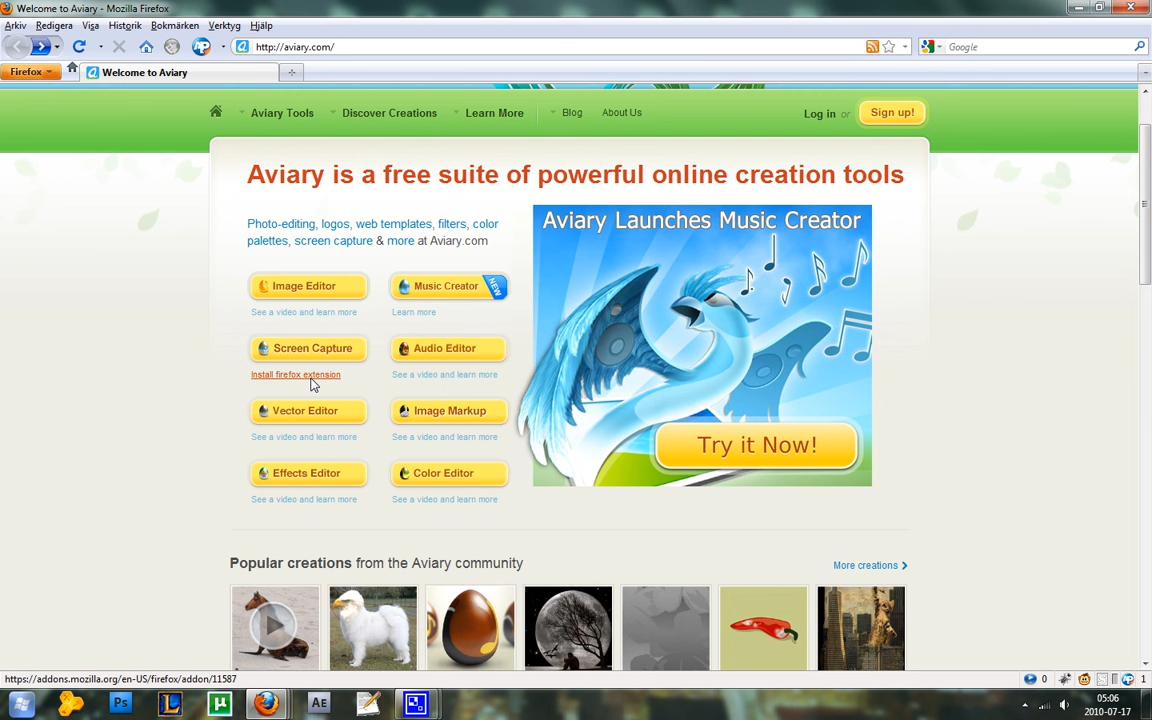 Welcome to Aviary - Mozilla Firefox
Arkiv Redigera Visa Historik Bokmärken Verktyg Hjälp
http://aviary.com/
Google
Firefox
Welcome to Aviary
Aviary Tools Discover Creations Learn More Blog About Us Log in or Sign up!
Aviary is a free suite of powerful online creation tools
Photo-editing, logos, web templates, filters, color
palettes, screen capture & more at Aviary.com
Aviary Launches Music Creator
Image Editor Music Creator NEW
See a video and learn more Learn more
Screen Capture Audio Editor
Install firefox extension See a video and learn more
Vector Editor Image Markup
See a video and learn more See a video and learn more
Try it Now!
Effects Editor Color Editor
See a video and learn more See a video and learn more
Popular creations from the Aviary community
More creations
https://addons.mozilla.org/en-US/firefox/addon/11587
0 1
Ps L µ Ae
05:06
2010-07-17